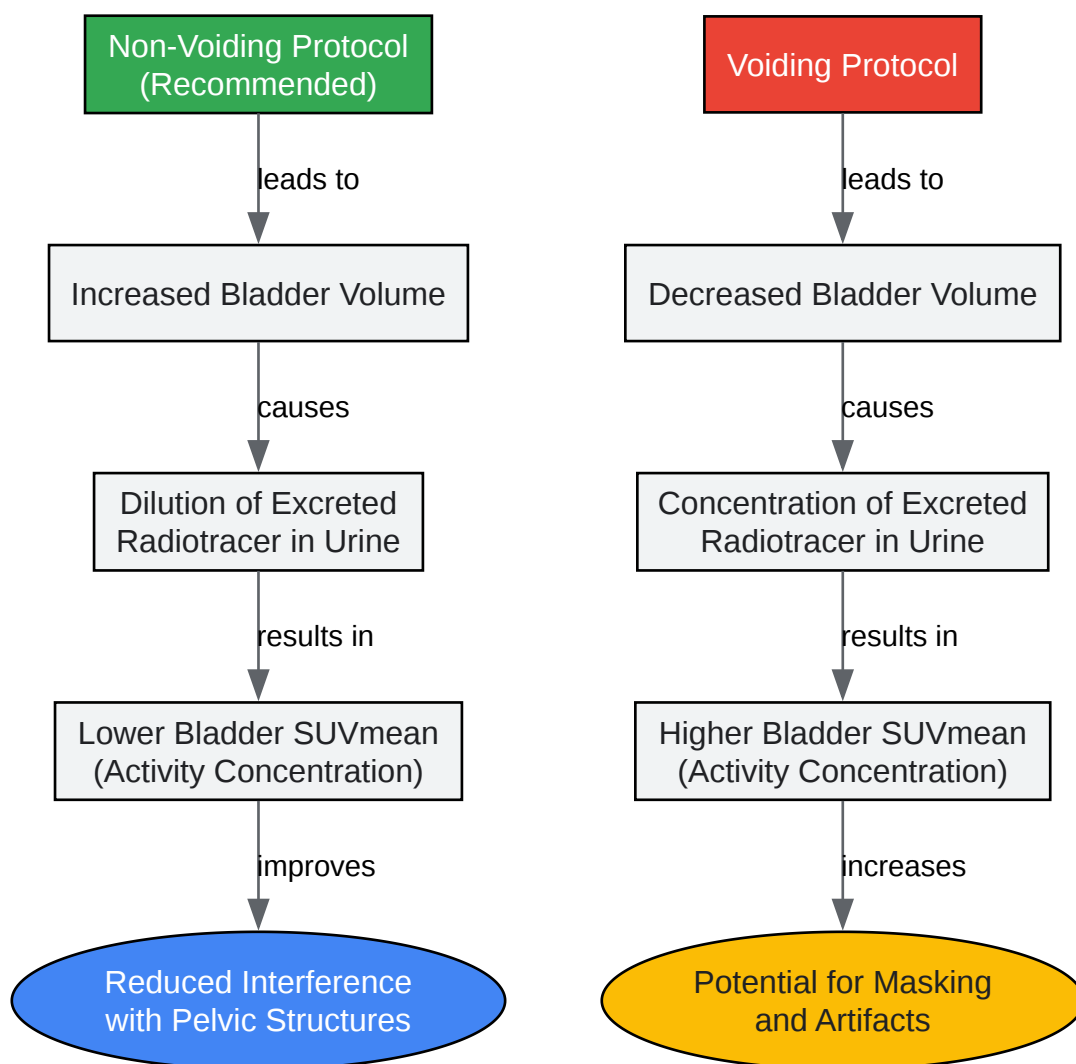 Non-Voiding Protocol
(Recommended)
leads to
Increased Bladder Volume
causes
Dilution of Excreted
Radiotracer in Urine
results in
Lower Bladder SUVmean
(Activity Concentration)
improves
Reduced Interference
with Pelvic Structures
Voiding Protocol
leads to
Decreased Bladder Volume
causes
Concentration of Excreted
Radiotracer in Urine
results in
Higher Bladder SUVmean
(Activity Concentration)
increases
Potential for Masking
and Artifacts